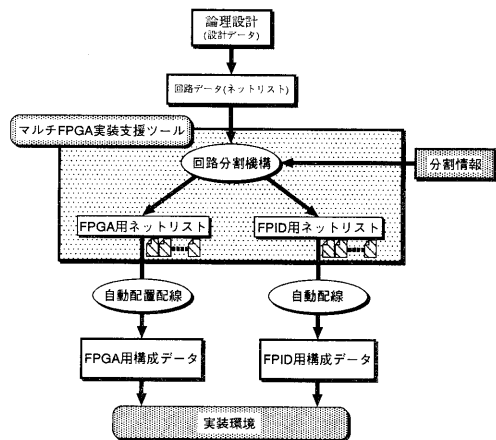 論理設計
(設計データ)
回路データ(ネットリスト)
マルチFPGA実装支援ツール
回路分割機構
分割情報
FPGA用ネットリスト
FPID用ネットリスト
自動配置配線
自動配線
FPGA用構成データ
FPID用構成データ
実装環境